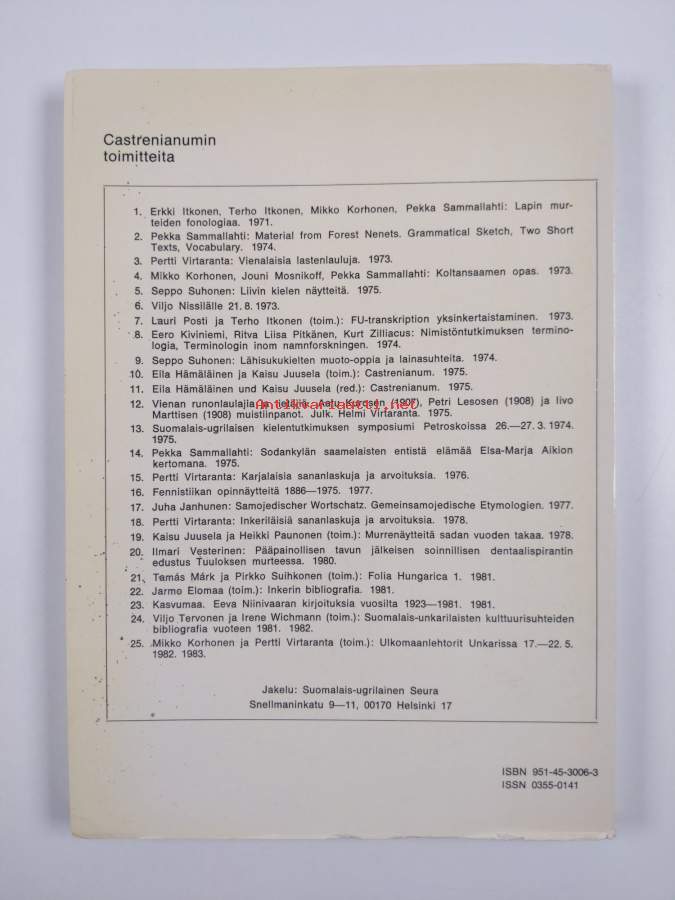 Castrenianumin
toimitteita
1. Erkki Itkonen, Terho Itkonen, Mikko Korhonen, Pekka Sammallahti: Lapin mur-
teiden fonologiaa. 1971.
2. Pekka Sammallahti: Material from Forest Nenets. Grammatical Sketch, Two Short
Texts, Vocabulary. 1974.
3. Pertti Virtaranta: Vienalaisia lastenlauluja. 1973.
4. Mikko Korhonen, Jouni Mosnikoff, Pekka Sammallahti: Koltansaamen opas. 1973.
5. Seppo Suhonen: Liivin kielen näytteitä. 1975.
6. Viljo Nissilälle 21.8.1973.
7. Lauri Posti ja Terho Itkonen (toim.): FU-transkription yksinkertaistaminen. 1973.
8. Eero Kiviniemi, Ritva Liisa Pitkänen, Kurt Zilliacus: Nimistöntutkimuksen termino-
logia, Terminologin inom namnforskningen. 1974.
9. Seppo Suhonen: Lähisukukielten muoto-oppia ja lainasuhteita. 1974.
10. Eila Hämäläinen ja Kaisu Juusela (toim.): Castrenianum. 1975.
11. Eila Hämäläinen und Kaisu Juusela (red.): Castrenianum. 1975.
12. Vienan runonlaulajia ja tietäjiä. Aatu Kurosen (1907), Petri Lesosen (1908) ja Iivo
Antikvariaatti.net
Marttisen (1908) muistiinpanot. Julk. Helmi Virtaranta. 1975.
13. Suomalais-ugrilaisen kielentutkimuksen symposiumi Petroskoissa 26.—27.3.1974.
1975.
14. Pekka Sammallahti: Sodankylän saamelaisten entistä elämää Elsa-Marja Aikion
kertomana. 1975.
15. Pertti Virtaranta: Karjalaisia sananlaskuja ja arvoituksia. 1976.
16. Fennistiikan opinnäytteitä 1886—1975. 1977.
17. Juha Janhunen: Samojedischer Wortschatz. Gemeinsamojedische Etymologien. 1977.
18. Pertti Virtaranta: Inkeriläisiä sananlaskuja ja arvoituksia. 1978.
19. Kaisu Juusela ja Heikki Paunonen (toim.): Murrenäytteitä sadan vuoden takaa. 1978.
20. Ilmari Vesterinen: Pääpainollisen tavun jälkeisen soinnillisen dentaalispirantin
edustus Tuuloksen murteessa. 1980.
21. Tamás Márk ja Pirkko Suihkonen (toim.): Folia Hungarica 1. 1981.
22. Jarmo Elomaa (toim.): Inkerin bibliografia. 1981.
23. Kasvumaa. Eeva Niinivaaran kirjoituksia vuosilta 1923—1981. 1981.
24. Viljo Tervonen ja Irene Wichmann (toim.): Suomalais-unkarilaisten kulttuurisuhteiden
bibliografia vuoteen 1981. 1982.
25. Mikko Korhonen ja Pertti Virtaranta (toim.): Ulkomaanlehtorit Unkarissa 17.—22.5.
1982. 1983.
Jakelu: Suomalais-ugrilainen Seura
Snellmaninkatu 9—11, 00170 Helsinki 17
ISBN 951-45-3006-3
ISSN 0355-0141